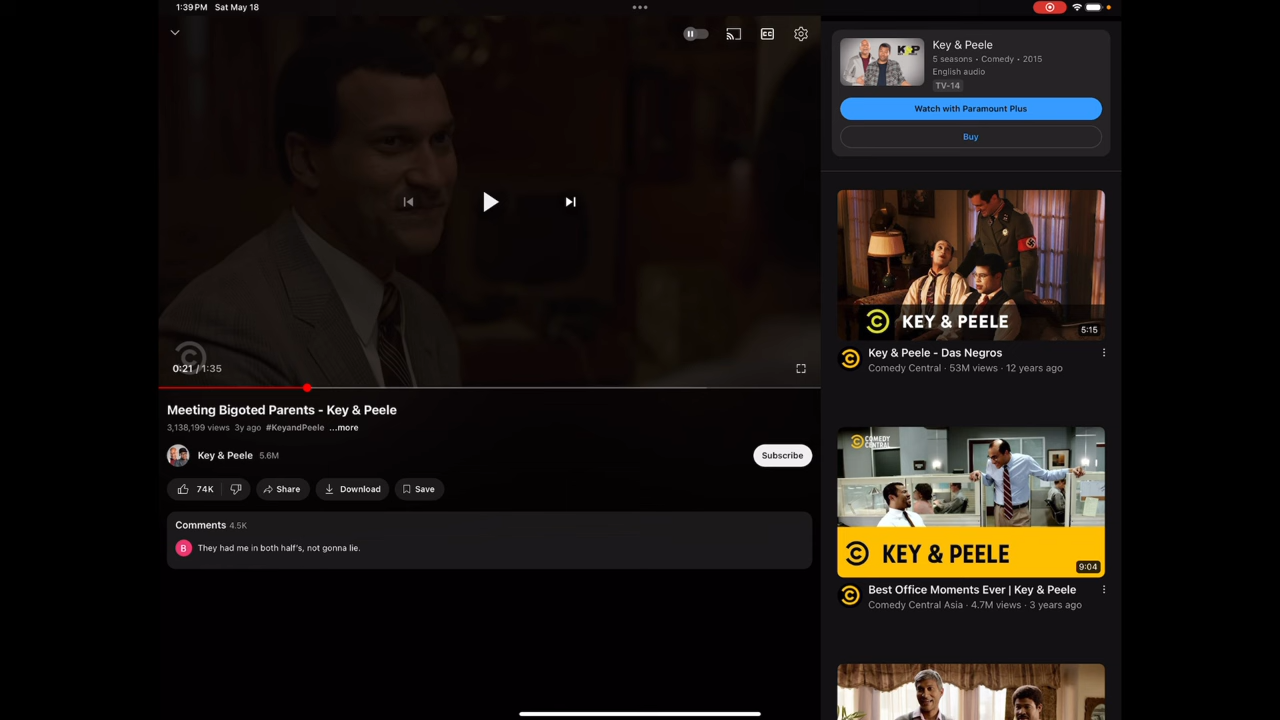 1:39 PM Sat May 18
CC
0:21 / 1:35
Meeting Bigoted Parents - Key & Peele
3,138,199 views 3y ago #KeyandPeele ...more
Key & Peele 5.6M
Subscribe
74K
Share
Download
Save
Comments 4.5K
B
They had me in both half's, not gonna lie.
K&P
Key & Peele
5 seasons • Comedy • 2015
English audio
TV-14
Watch with Paramount Plus
Buy
KEY & PEELE
5:15
Key & Peele - Das Negros
Comedy Central · 53M views · 12 years ago
COMEDY
CENTRAL
KEY & PEELE
9:04
Best Office Moments Ever | Key & Peele
Comedy Central Asia · 4.7M views · 3 years ago